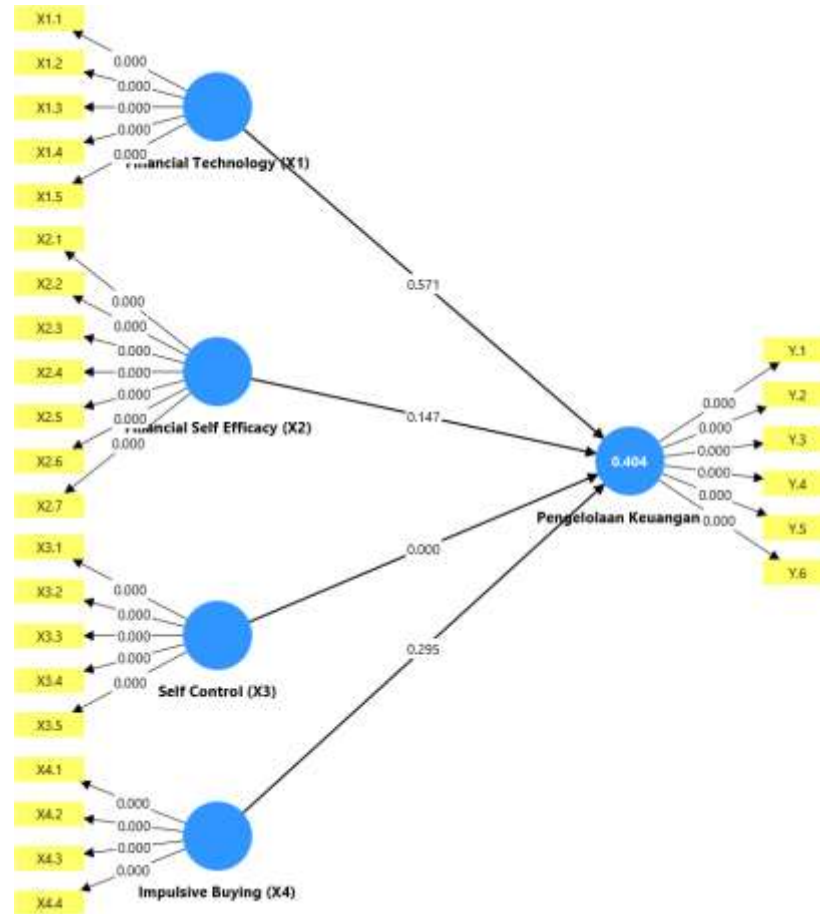 X1.1
X1.2
X1.3
X1.4
X1.5
0.000
0.000
0.000
0.000
0.000
Technology (X1)
X2.1
X2.2
X2.3
X2.4
X2.5
X2.6
X2.7
0.000
0.000
0.000
0.000
0.000
0.000
0.000
Self Efficacy (X2)
X3.1
X3.2
X3.3
X3.4
X3.5
0.000
0.000
0.000
0.000
0.000
Self Control (X3)
X4.1
X4.2
X4.3
X4.4
0.000
0.000
0.000
0.000
Impulsive Buying (X4)
0.571
0.147
0.000
0.295
0.404
Pengelolaan Keuangan
0.000
0.000
0.000
0.000
0.000
0.000
Y.1
Y.2
Y.3
Y.4
Y.5
Y.6